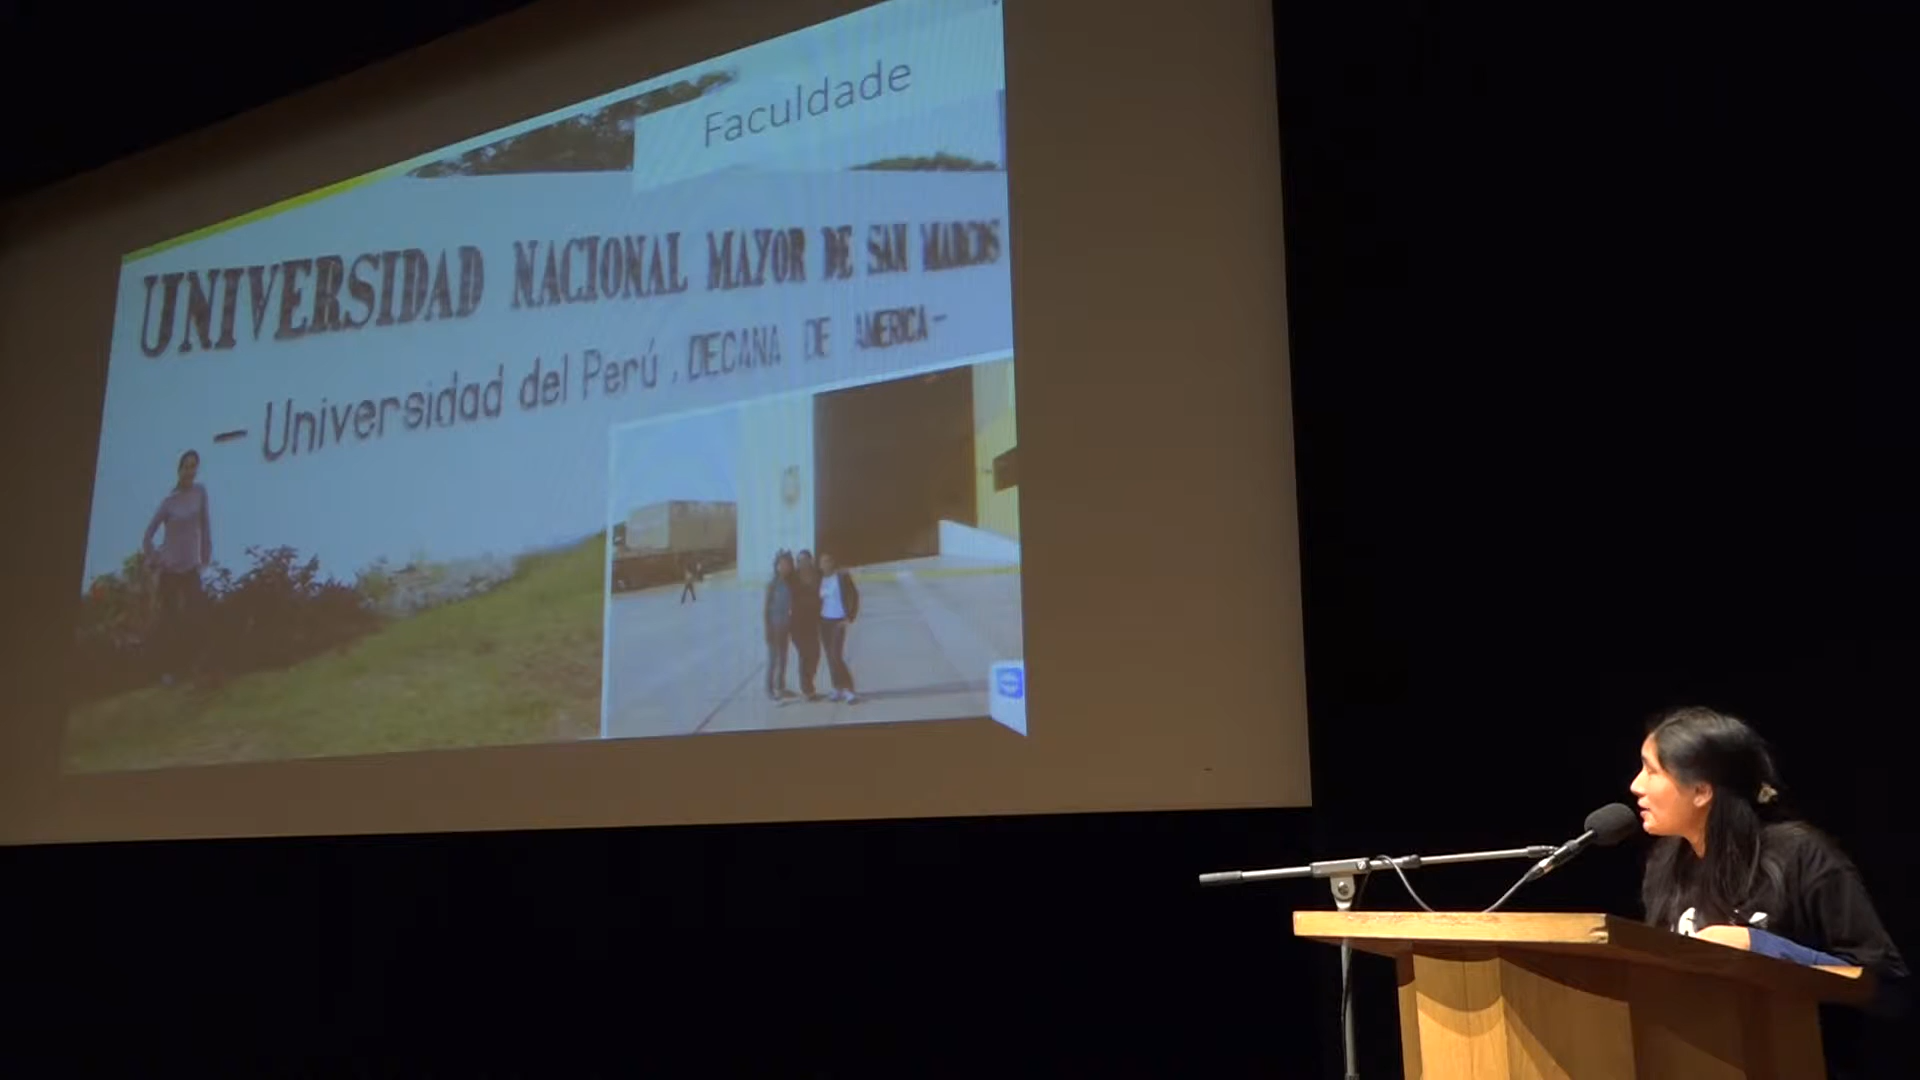 Faculdade
UNIVERSIDAD NACIONAL MAYOR DE SAN MARCOS
— Universidad del Perú, DECANA DE AMERICA —